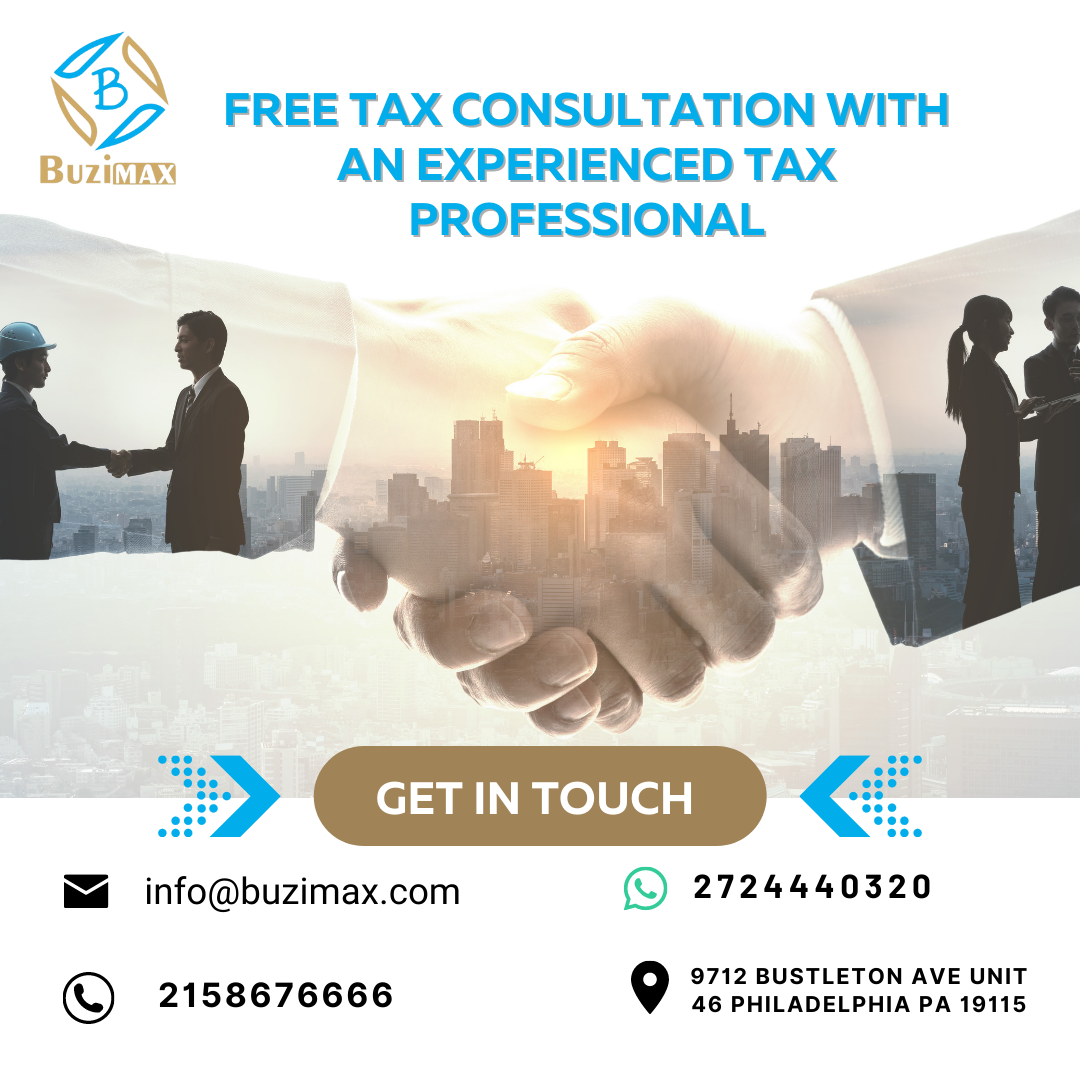 B
BUZIMAX
FREE TAX CONSULTATION WITH
AN EXPERIENCED TAX
PROFESSIONAL
GET IN TOUCH
info@buzimax.com
2724440320
2158676666
9712 BUSTLETON AVE UNIT
46 PHILADELPHIA PA 19115